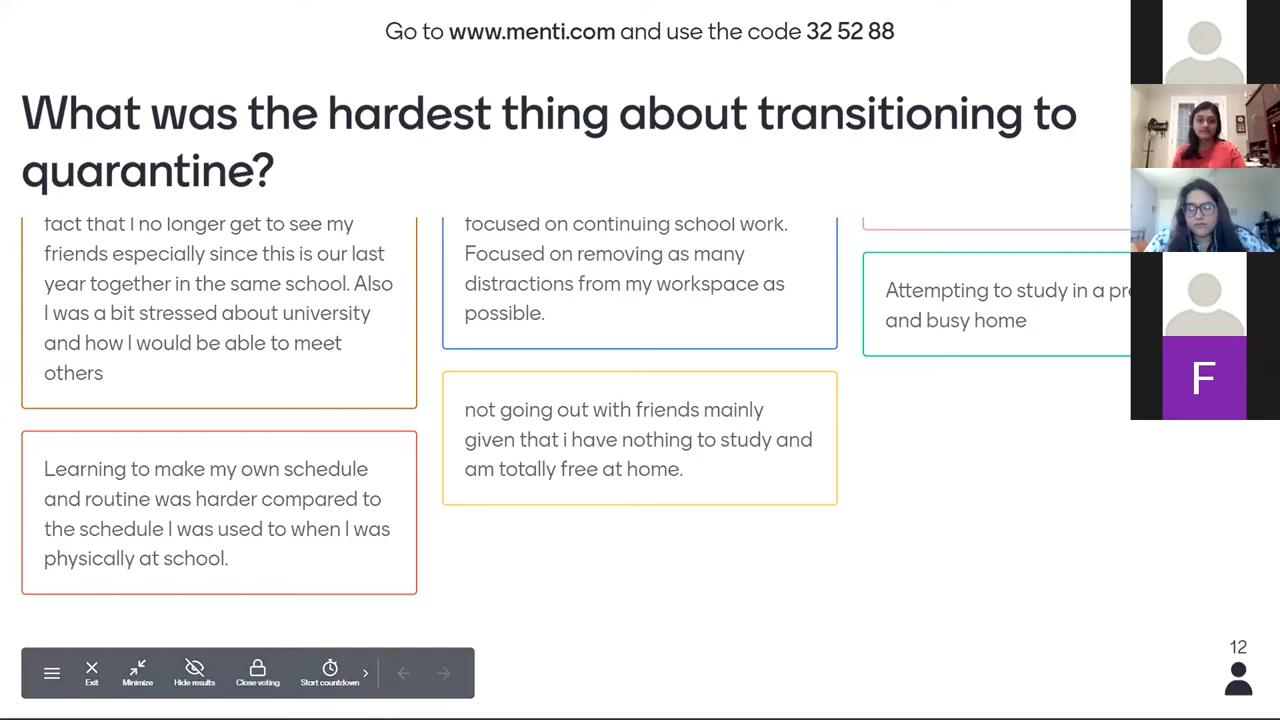 Go to www.menti.com and use the code 32 52 88
What was the hardest thing about transitioning to
quarantine?
fact that I no longer get to see my
friends especially since this is our last
year together in the same school. Also
I was a bit stressed about university
and how I would be able to meet
others
Learning to make my own schedule
and routine was harder compared to
the schedule I was used to when I was
physically at school.
focused on continuing school work.
Focused on removing as many
distractions from my workspace as
possible.
not going out with friends mainly
given that i have nothing to study and
am totally free at home.
Attempting to study in a
and busy home
F
12
Exit
Minimize
Hide results
Close voting
Start countdown